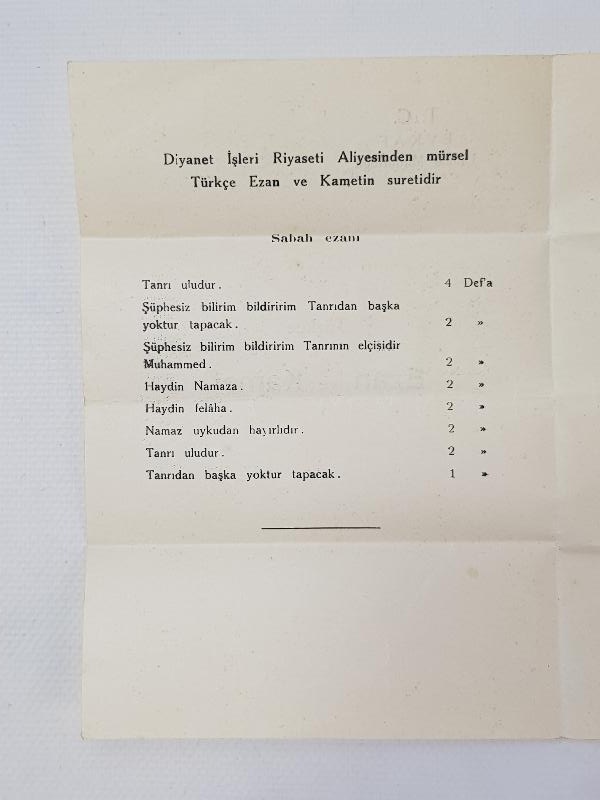 Diyanet İşleri Riyaseti Aliyesinden mürsel
Türkçe Ezan ve Kametin suretidir
Sabah ezanı
Tanrı uludur. 4 Def'a
Şüphesiz bilirim bildiririm Tanrıdan başka
yoktur tapacak. 2 »
Şüphesiz bilirim bildiririm Tanrının elçisidir
Muhammed. 2 »
Haydin Namaza. 2 »
Haydin felâha. 2 »
Namaz uykudan hayırlıdır. 2 »
Tanrı uludur. 2 »
Tanrıdan başka yoktur tapacak. 1 »